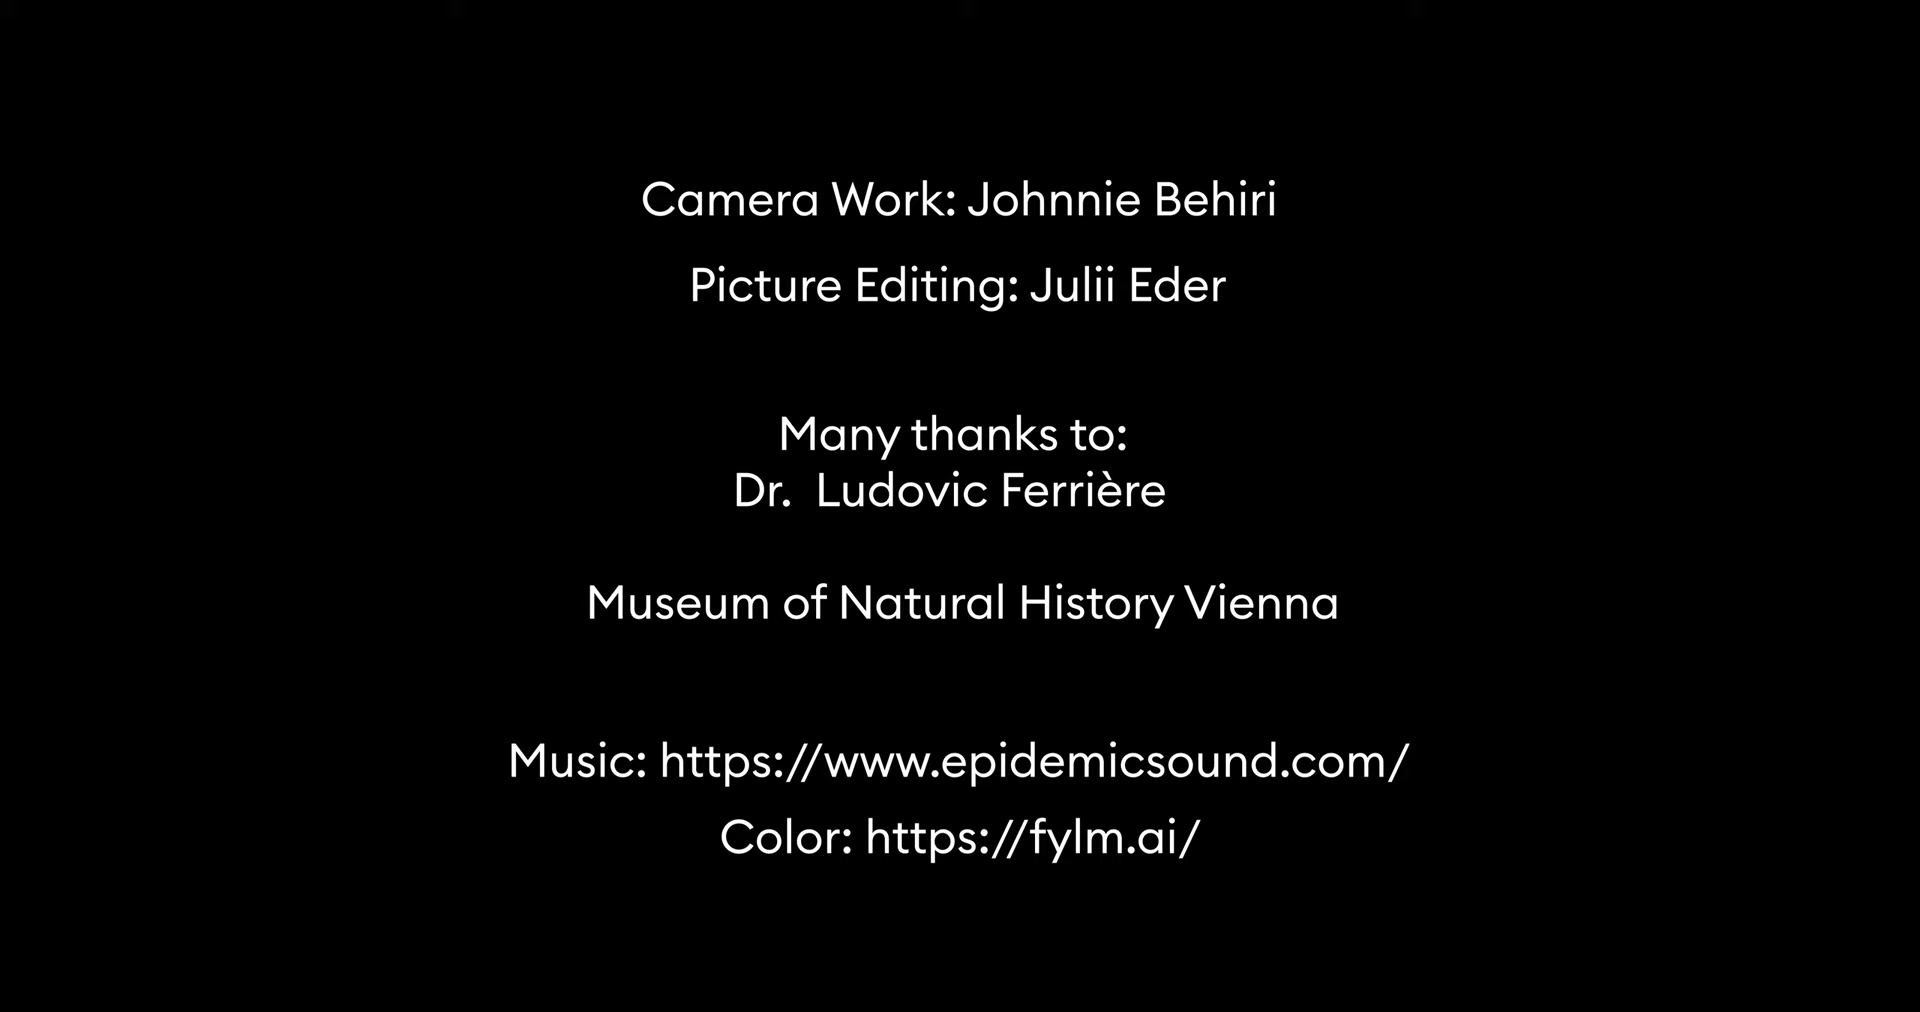 Camera Work: Johnnie Behiri
Picture Editing: Julii Eder
Many thanks to:
Dr.  Ludovic Ferrière
Museum of Natural History Vienna
Music: https://www.epidemicsound.com/
Color: https://fylm.ai/